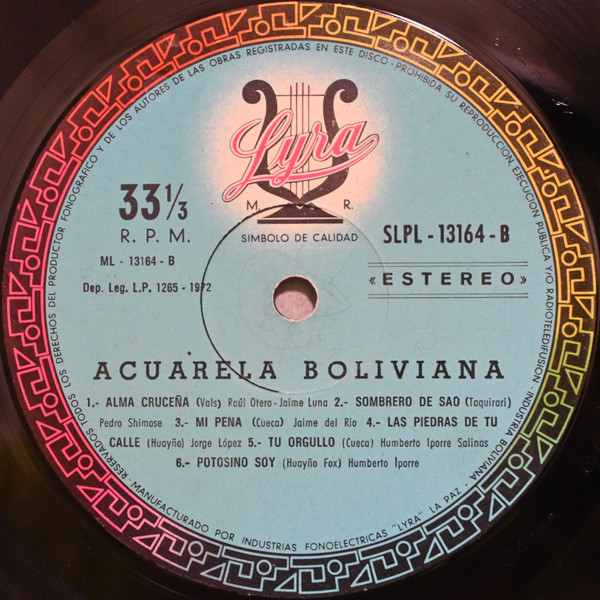 RESERVADOS TODOS LOS DERECHOS DEL PRODUCTOR FONOGRAFICO Y DE LOS AUTORES DE LAS OBRAS REGISTRADAS EN ESTE DISCO - PROHIBIDA SU REPRODUCCION, EJECUCION PUBLICA Y/O RADIOTELEDIFUSION - INDUSTRIA BOLIVIANA -
Lyra
M. R.
SIMBOLO DE CALIDAD
33 1/3
R. P. M.
ML - 13164 - B
Dep. Leg. L.P. 1265 - 1972
SLPL - 13164 - B
«ESTEREO»
ACUARELA BOLIVIANA
1.- ALMA CRUCEÑA (Vals) Raúl Otero - Jaime Luna 2.- SOMBRERO DE SAO (Taquirari)
Pedro Shimose 3.- MI PENA (Cueca) Jaime del Río 4.- LAS PIEDRAS DE TU
CALLE (Huayño) Jorge López 5.- TU ORGULLO (Cueca) Humberto Iporre Salinas
6.- POTOSINO SOY (Huayño Fox) Humberto Iporre
MANUFACTURADO POR INDUSTRIAS FONOELECTRICAS "LYRA" LA PAZ -